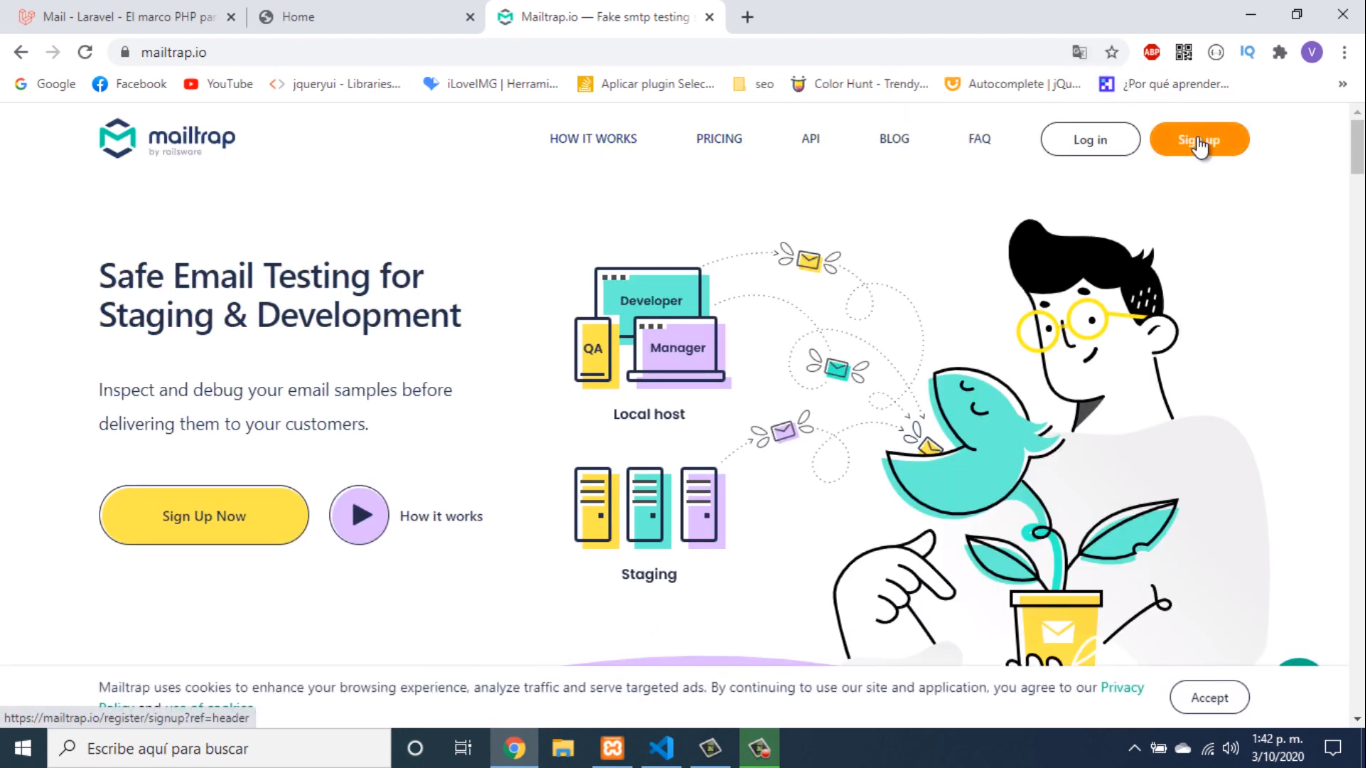 Mail - Laravel - El marco PHP par
Home
Mailtrap.io — Fake smtp testing
mailtrap.io
ABP
IQ
V
Google
Facebook
YouTube
jqueryui - Libraries...
iLoveIMG | Herrami...
Aplicar plugin Selec...
seo
Color Hunt - Trendy...
Autocomplete | jQu...
¿Por qué aprender...
»
mailtrap
by railsware
HOW IT WORKS
PRICING
API
BLOG
FAQ
Log in
Sign up
Safe Email Testing for
Staging & Development
Inspect and debug your email samples before
delivering them to your customers.
Sign Up Now
How it works
Developer
QA
Manager
Local host
Staging
Mailtrap uses cookies to enhance your browsing experience, analyze traffic and serve targeted ads. By continuing to use our site and application, you agree to our Privacy
Policy and use of cookies.
Accept
https://mailtrap.io/register/signup?ref=header
Escribe aquí para buscar
1:42 p. m.
3/10/2020